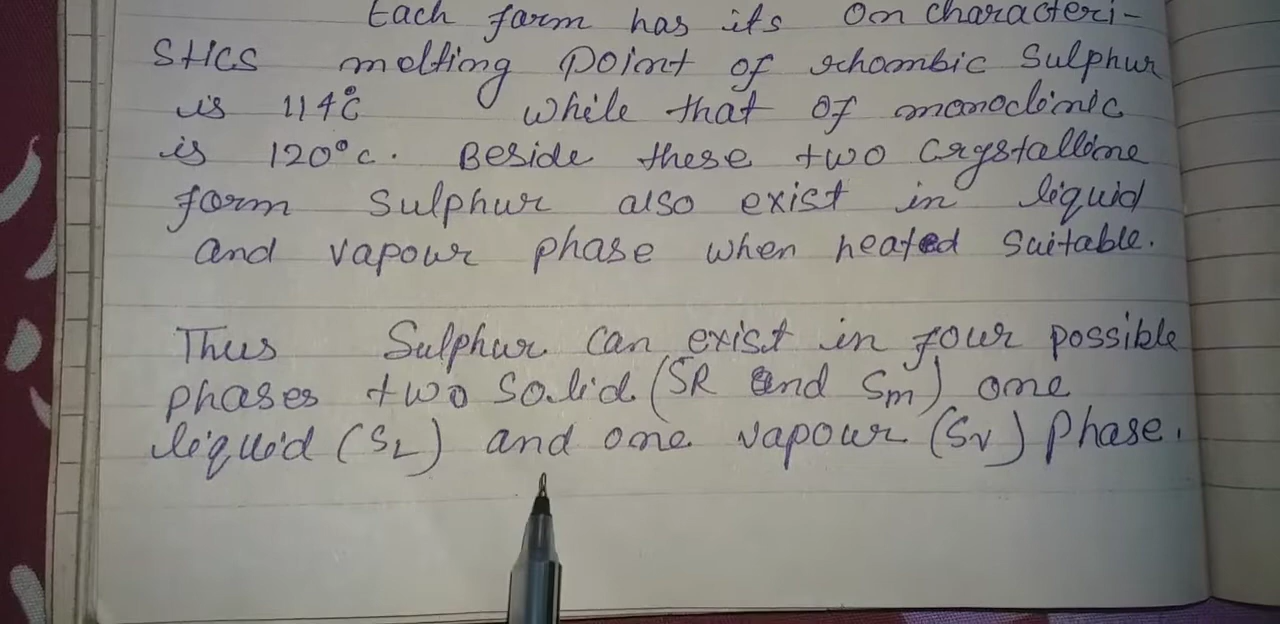 Each form has its on characteri-
stics melting point of rhombic Sulphur
is 114°C while that of monoclinic
is 120°c. Beside these two crystalline
form sulphur also exist in liquid
and vapour phase when heated suitable.
Thus Sulphur can exist in four possible
phases two solid (SR and Sm) one
liquid (SL) and one vapour (SV) phase.